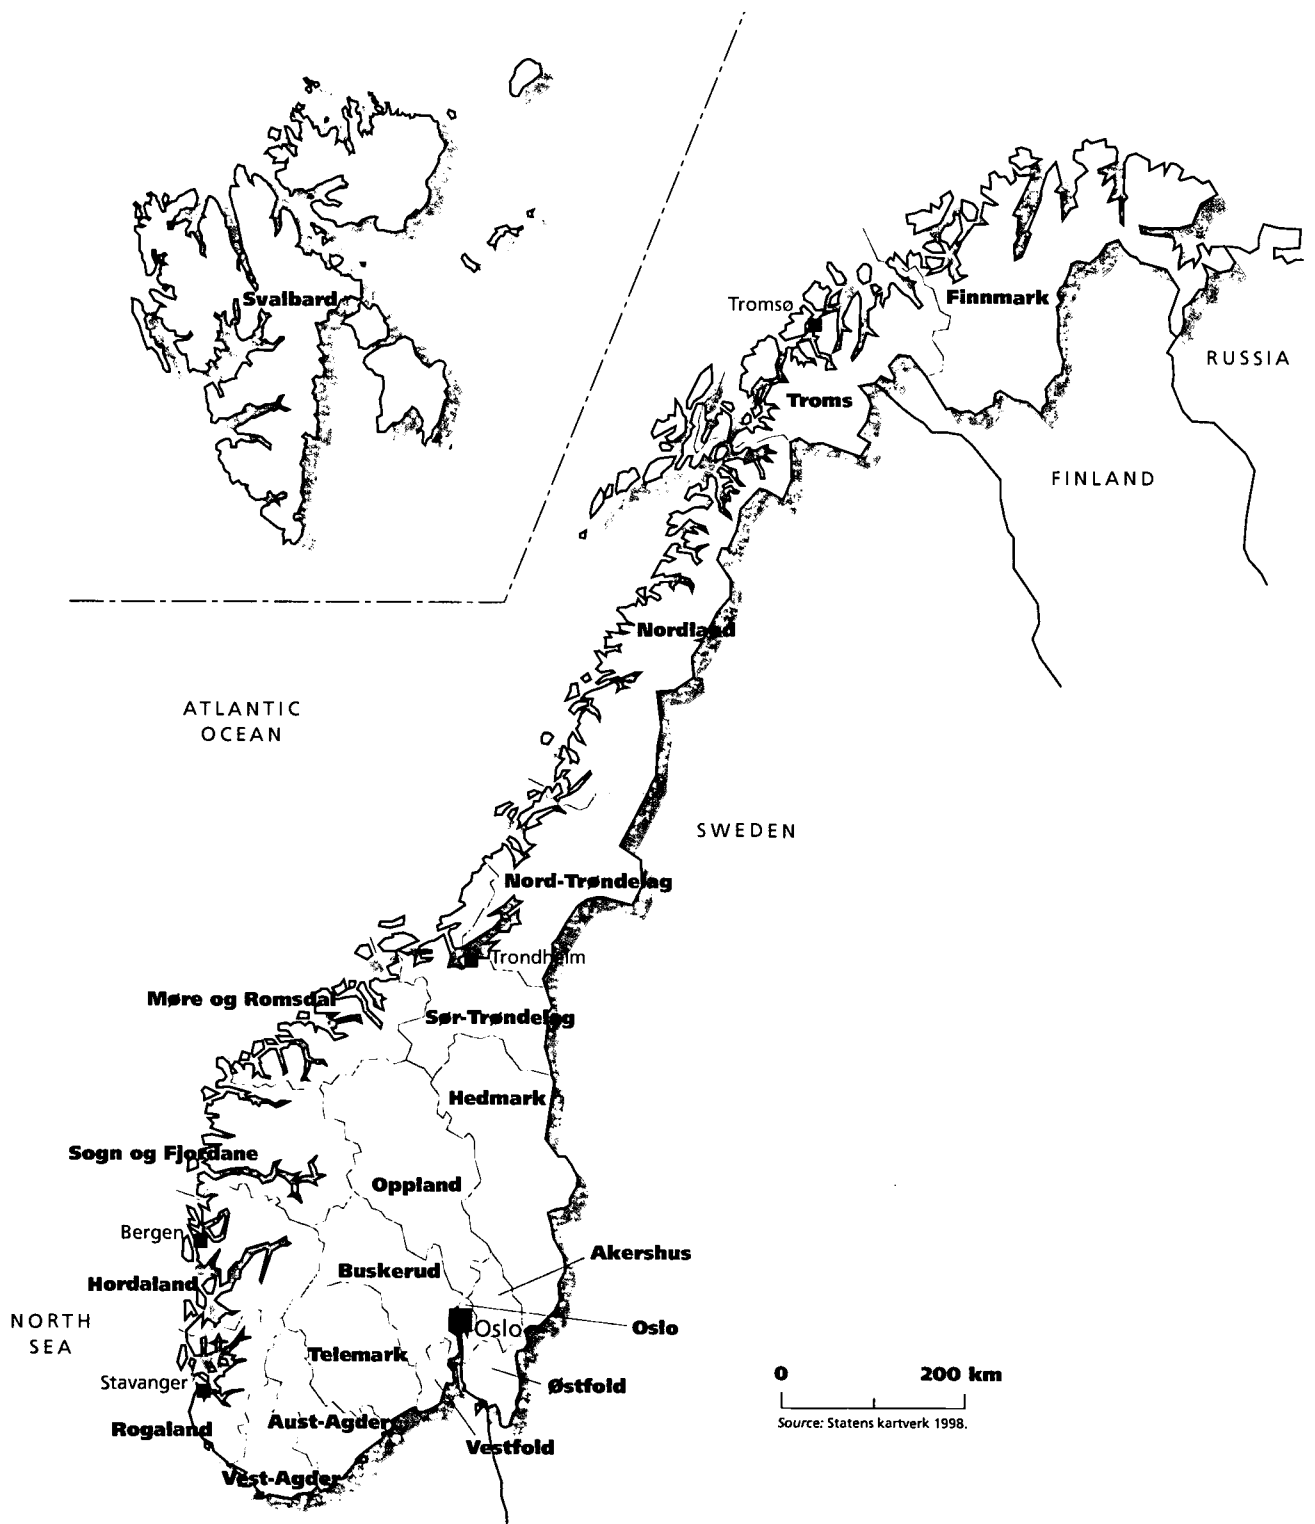 Svalbard
Tromsø
Finnmark
RUSSIA
Troms
FINLAND
Nordland
ATLANTIC
OCEAN
SWEDEN
Nord-Trøndelag
Trondheim
Møre og Romsdal
Sør-Trøndelag
Hedmark
Sogn og Fjordane
Oppland
Bergen
Akershus
Buskerud
Hordaland
NORTH
SEA
Oslo
Oslo
Telemark
Stavanger
Østfold
0 200 km
Source: Statens kartverk 1998.
Rogaland
Aust-Agder
Vestfold
Vest-Agder